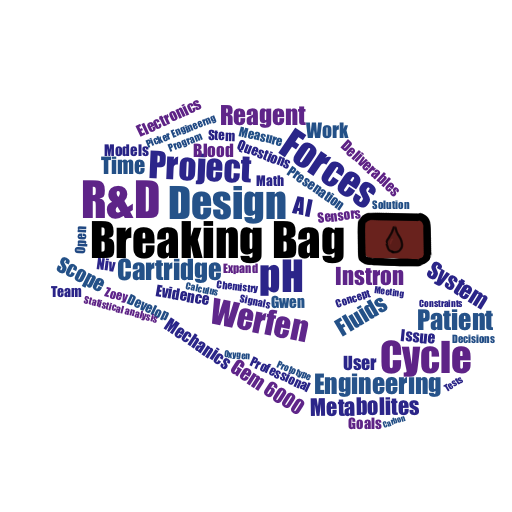 Electronics
Reagent
Picker Engineering
Program
Stem
Measure
Work
Forces
Deliverables
Models
BLood
Questions
Time
Project
Math
Presenation
Solution
R&D
Design
AI
Sensors
Open
Breaking Bag
Niv
Cartridge
Expand
pH
Instron
System
Scope
Team
Zoey
Develop
Statistical analysis
Evidence
Calculus
Chemistry
Signals
Gwen
Concept
Meeting
Constraints
Fluids
Patient
Werfen
Mechanics
Issue
Decisions
Oxygen
Professional
Prototype
User
Cycle
Gem 6000
Engineering
Tests
Metabolites
Goals
Carbon